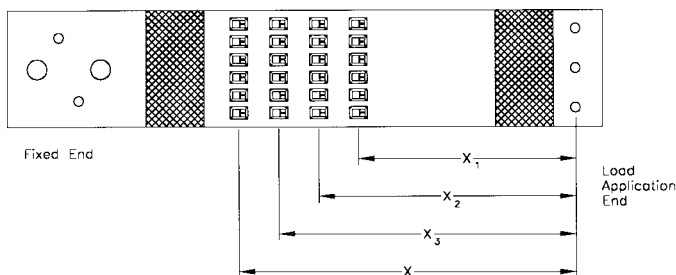 Fixed End
X1
Load
Application
End
X2
X3
X